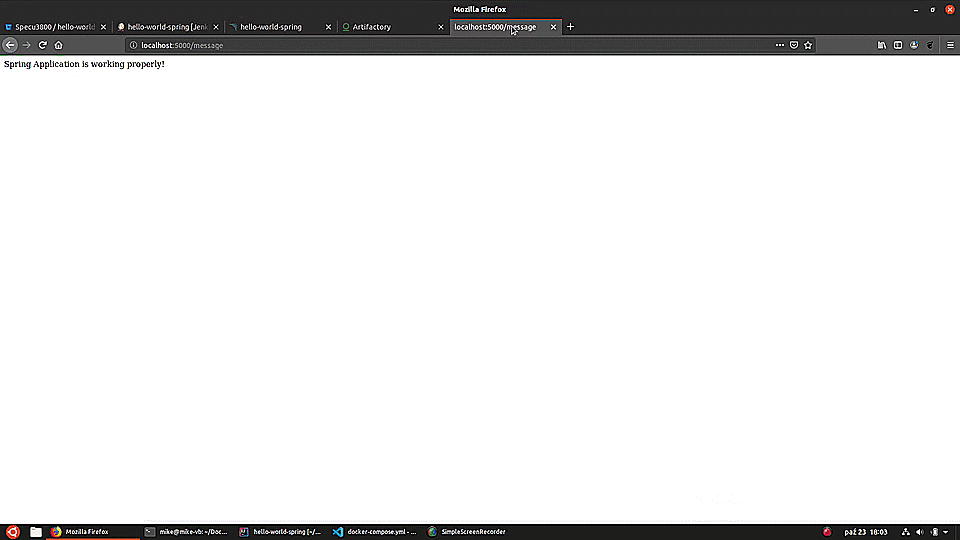 Mozilla Firefox
Specu3800 / hello-world
hello-world-spring [Jenk
hello-world-spring
Artifactory
localhost:5000/message
localhost:5000/message
Spring Application is working properly!
Mozilla Firefox
mike@mike-vb: ~/Doc...
hello-world-spring [~/...
docker-compose.yml - ...
SimpleScreenRecorder
paź 23 18:03